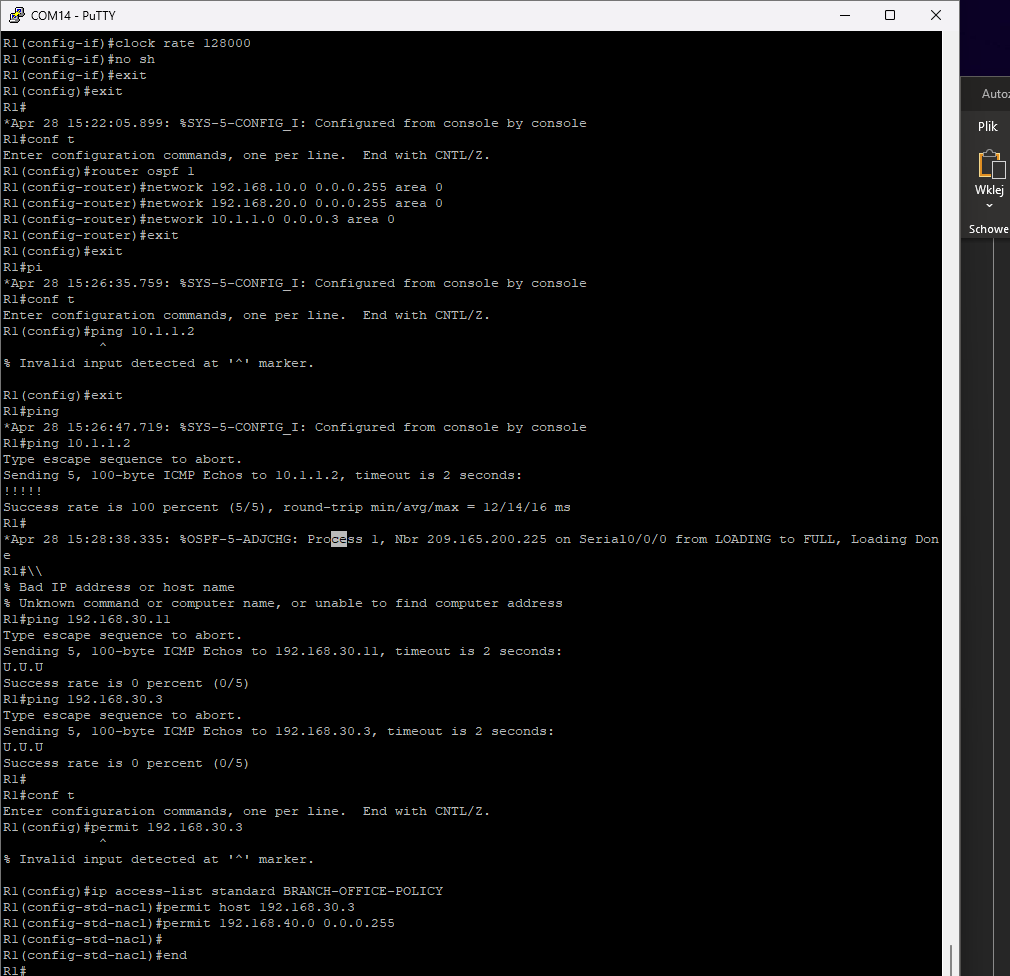 COM14 - PuTTY
R1(config-if)#clock rate 128000
R1(config-if)#no sh
R1(config-if)#exit
R1(config)#exit
R1#
*Apr 28 15:22:05.899: %SYS-5-CONFIG_I: Configured from console by console
R1#conf t
Enter configuration commands, one per line.  End with CNTL/Z.
R1(config)#router ospf 1
R1(config-router)#network 192.168.10.0 0.0.0.255 area 0
R1(config-router)#network 192.168.20.0 0.0.0.255 area 0
R1(config-router)#network 10.1.1.0 0.0.0.3 area 0
R1(config-router)#exit
R1(config)#exit
R1#pi
*Apr 28 15:26:35.759: %SYS-5-CONFIG_I: Configured from console by console
R1#conf t
Enter configuration commands, one per line.  End with CNTL/Z.
R1(config)#ping 10.1.1.2
^
% Invalid input detected at '^' marker.
R1(config)#exit
R1#ping
*Apr 28 15:26:47.719: %SYS-5-CONFIG_I: Configured from console by console
R1#ping 10.1.1.2
Type escape sequence to abort.
Sending 5, 100-byte ICMP Echos to 10.1.1.2, timeout is 2 seconds:
!!!!!
Success rate is 100 percent (5/5), round-trip min/avg/max = 12/14/16 ms
R1#
*Apr 28 15:28:38.335: %OSPF-5-ADJCHG: Process 1, Nbr 209.165.200.225 on Serial0/0/0 from LOADING to FULL, Loading Don
e
R1#\\
% Bad IP address or host name
% Unknown command or computer name, or unable to find computer address
R1#ping 192.168.30.11
Type escape sequence to abort.
Sending 5, 100-byte ICMP Echos to 192.168.30.11, timeout is 2 seconds:
U.U.U
Success rate is 0 percent (0/5)
R1#ping 192.168.30.3
Type escape sequence to abort.
Sending 5, 100-byte ICMP Echos to 192.168.30.3, timeout is 2 seconds:
U.U.U
Success rate is 0 percent (0/5)
R1#
R1#conf t
Enter configuration commands, one per line.  End with CNTL/Z.
R1(config)#permit 192.168.30.3
^
% Invalid input detected at '^' marker.
R1(config)#ip access-list standard BRANCH-OFFICE-POLICY
R1(config-std-nacl)#permit host 192.168.30.3
R1(config-std-nacl)#permit 192.168.40.0 0.0.0.255
R1(config-std-nacl)#
R1(config-std-nacl)#end
R1#
Plik
Wklej